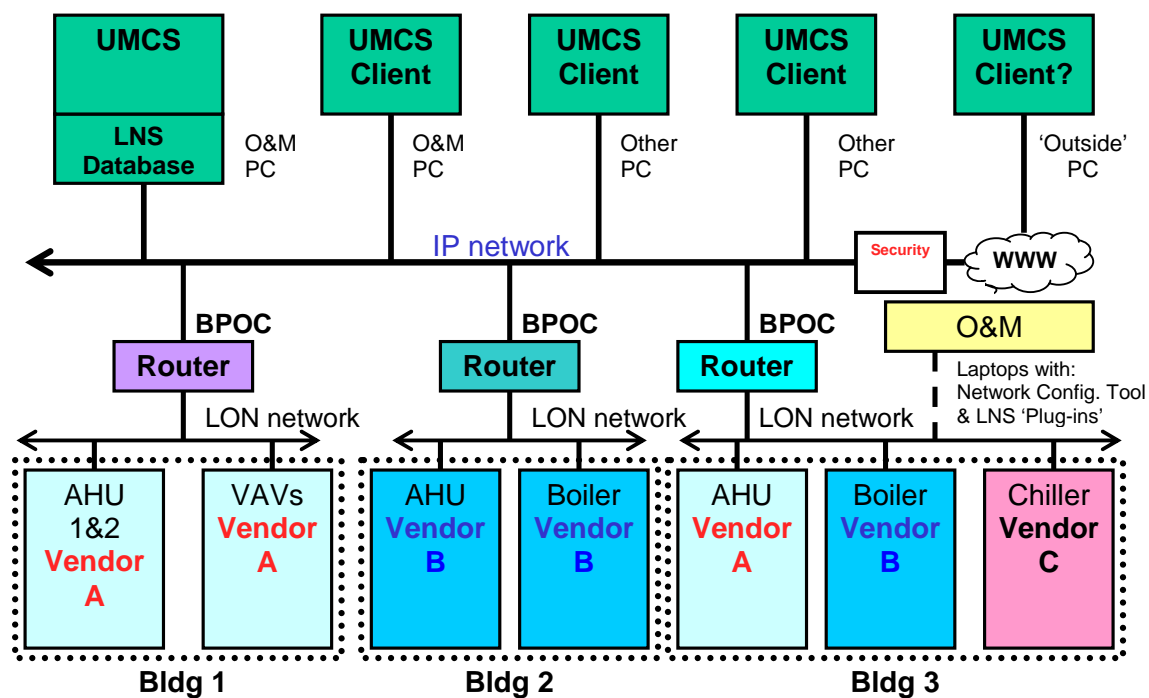 UMCS
LNS
Database
O&M
PC
UMCS
Client
O&M
PC
UMCS
Client
Other
PC
UMCS
Client
Other
PC
UMCS
Client?
‘Outside’
PC
IP network
Security
WWW
BPOC
Router
LON network
BPOC
Router
LON network
BPOC
Router
LON network
O&M
Laptops with:
Network Config. Tool
& LNS ‘Plug-ins’
AHU
1&2
Vendor
A
VAVs
Vendor
A
Bldg 1
AHU
Vendor
B
Boiler
Vendor
B
Bldg 2
AHU
Vendor
A
Boiler
Vendor
B
Chiller
Vendor
C
Bldg 3